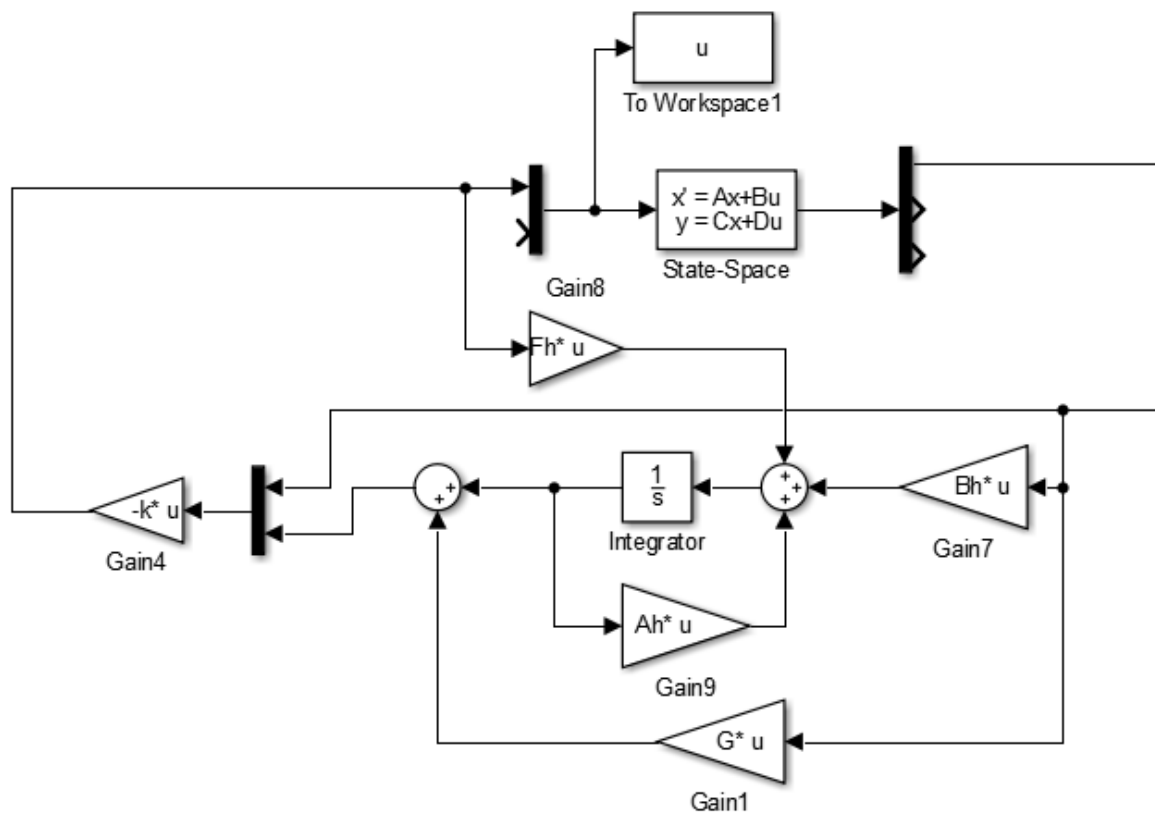 u
To Workspace1
x' = Ax+Bu
y = Cx+Du
State-Space
Gain8
Fh* u
-k* u
Gain4
+
+
1
s
Integrator
+
+
+
Bh* u
Gain7
Ah* u
Gain9
G* u
Gain1